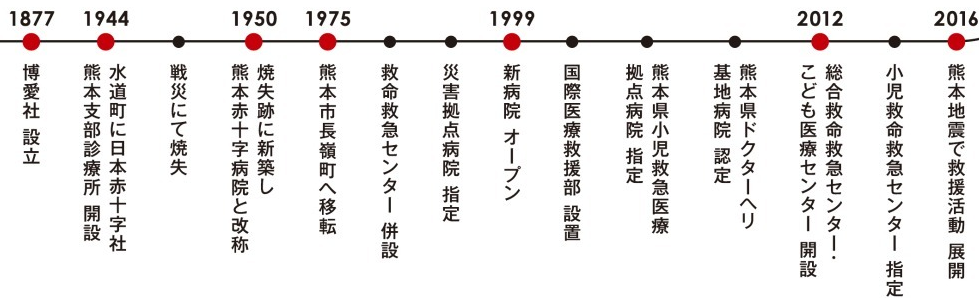 1877
博愛社 設立
1944
水道町に日本赤十字社
熊本支部診療所 開設
戦災にて焼失
1950
焼失跡に新築し
熊本赤十字病院と改称
1975
熊本市長嶺町へ移転
救命救急センター 併設
災害拠点病院 指定
1999
新病院 オープン
国際医療救援部 設置
熊本県小児救急医療
拠点病院 指定
熊本県ドクターヘリ
基地病院 認定
2012
総合救命救急センター・
こども医療センター 開設
小児救命救急センター 指定
2016
熊本地震で救援活動 展開